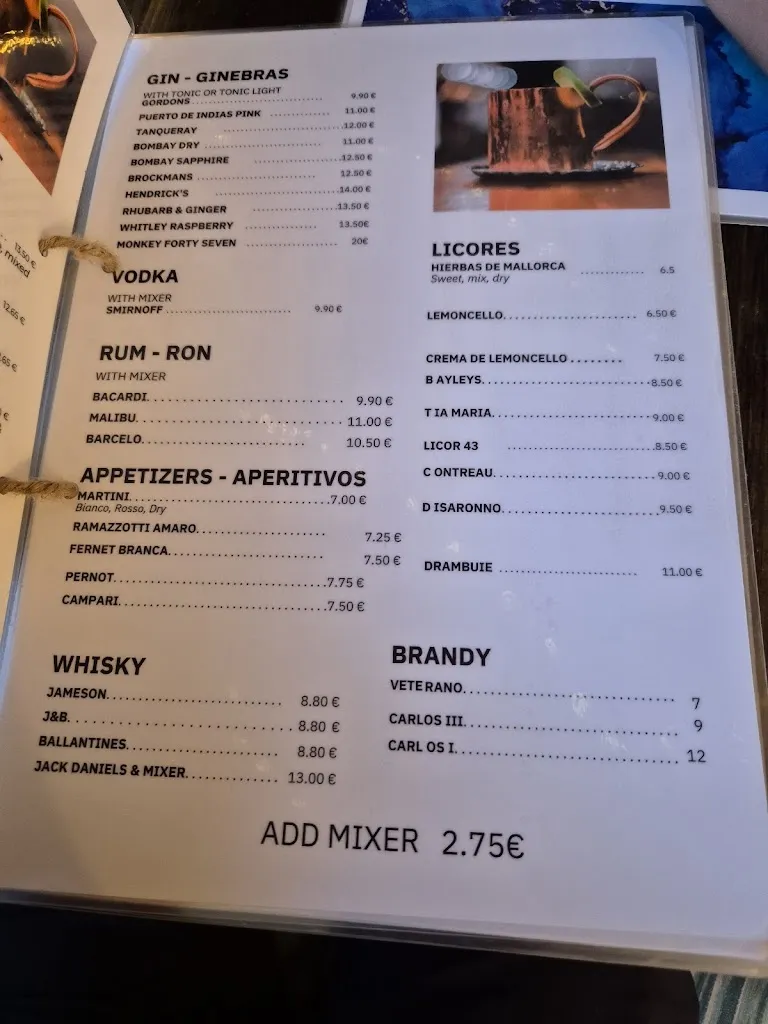 GIN - GINEBRAS
WITH TONIC OR TONIC LIGHT
GORDONS 9.90 €
PUERTO DE INDIAS PINK 11.00 €
TANQUERAY 12.00 €
BOMBAY DRY 11.00 €
BOMBAY SAPPHIRE 12.50 €
BROCKMANS 12.50 €
HENDRICK'S 14.00 €
RHUBARB & GINGER 13.50 €
WHITLEY RASPBERRY 13.50€
MONKEY FORTY SEVEN 20€
VODKA
WITH MIXER
SMIRNOFF 9.90 €
RUM - RON
WITH MIXER
BACARDI 9.90 €
MALIBU 11.00 €
BARCELO 10.50 €
APPETIZERS - APERITIVOS
MARTINI 7.00 €
Bianco, Rosso, Dry
RAMAZZOTTI AMARO 7.25 €
FERNET BRANCA 7.50 €
PERNOT 7.75 €
CAMPARI 7.50 €
WHISKY
JAMESON 8.80 €
J&B 8.80 €
BALLANTINES 8.80 €
JACK DANIELS & MIXER 13.00 €
LICORES
HIERBAS DE MALLORCA 6.5
Sweet, mix, dry
LEMONCELLO 6.50 €
CREMA DE LEMONCELLO 7.50 €
B AYLEYS 8.50 €
T IA MARIA 9.00 €
LICOR 43 8.50 €
C ONTREAU 9.00 €
D ISARONNO 9.50 €
DRAMBUIE 11.00 €
BRANDY
VETE RANO 7
CARLOS III 9
CARL OS I 12
ADD MIXER 2.75€
13.50 €
mixed
12.65 €
.65 €